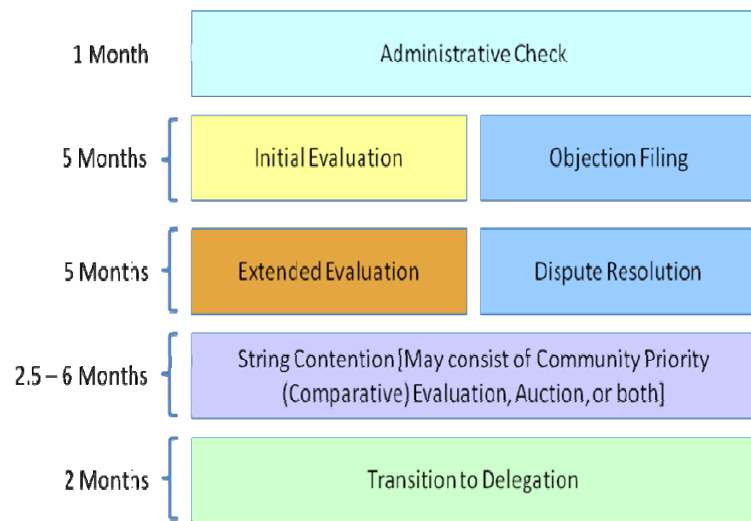 1 Month
Administrative Check
5 Months
Initial Evaluation
Objection Filing
5 Months
Extended Evaluation
Dispute Resolution
2.5 – 6 Months
String Contention [May consist of Community Priority
(Comparative) Evaluation, Auction, or both]
2 Months
Transition to Delegation